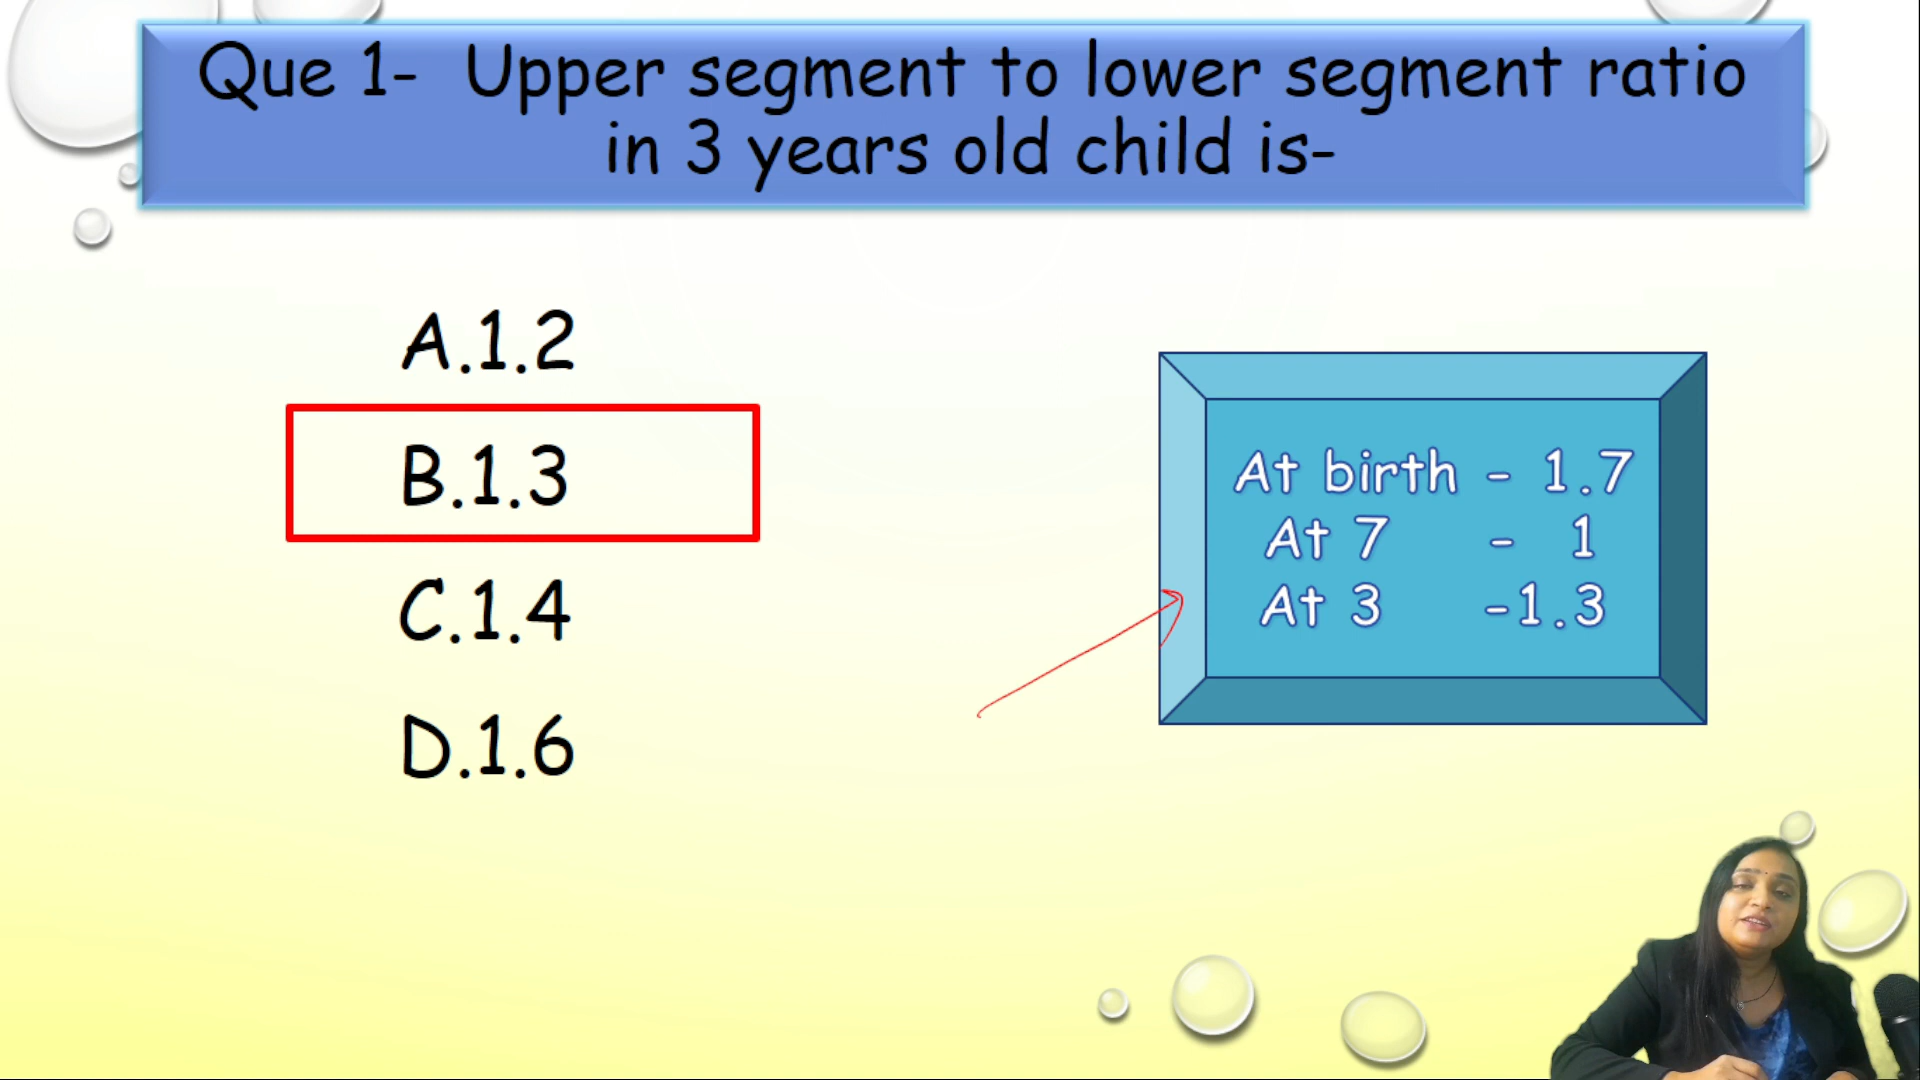 Que 1- Upper segment to lower segment ratio
in 3 years old child is-
A.1.2
B.1.3
C.1.4
D.1.6
At birth - 1.7
At 7 - 1
At 3 -1.3